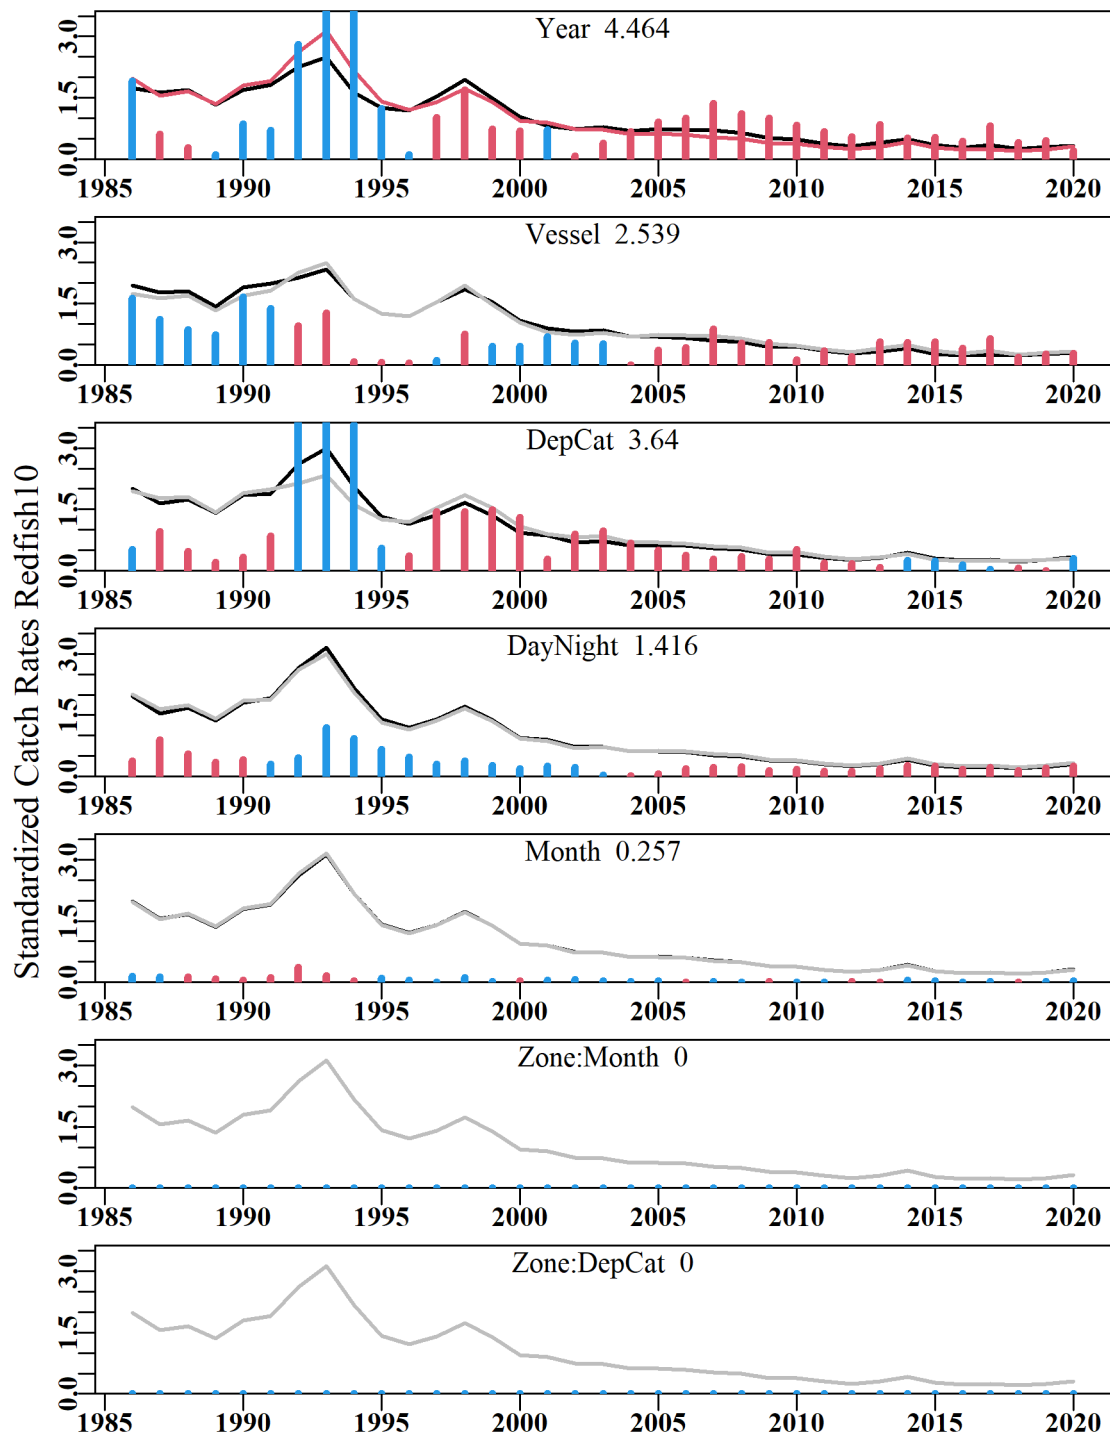 Standardized Catch Rates Redfish10
Year 4.464
0.0 1.5 3.0
1985 1990 1995 2000 2005 2010 2015 2020
Vessel 2.539
0.0 1.5 3.0
1985 1990 1995 2000 2005 2010 2015 2020
DepCat 3.64
0.0 1.5 3.0
1985 1990 1995 2000 2005 2010 2015 2020
DayNight 1.416
0.0 1.5 3.0
1985 1990 1995 2000 2005 2010 2015 2020
Month 0.257
0.0 1.5 3.0
1985 1990 1995 2000 2005 2010 2015 2020
Zone:Month 0
0.0 1.5 3.0
1985 1990 1995 2000 2005 2010 2015 2020
Zone:DepCat 0
0.0 1.5 3.0
1985 1990 1995 2000 2005 2010 2015 2020